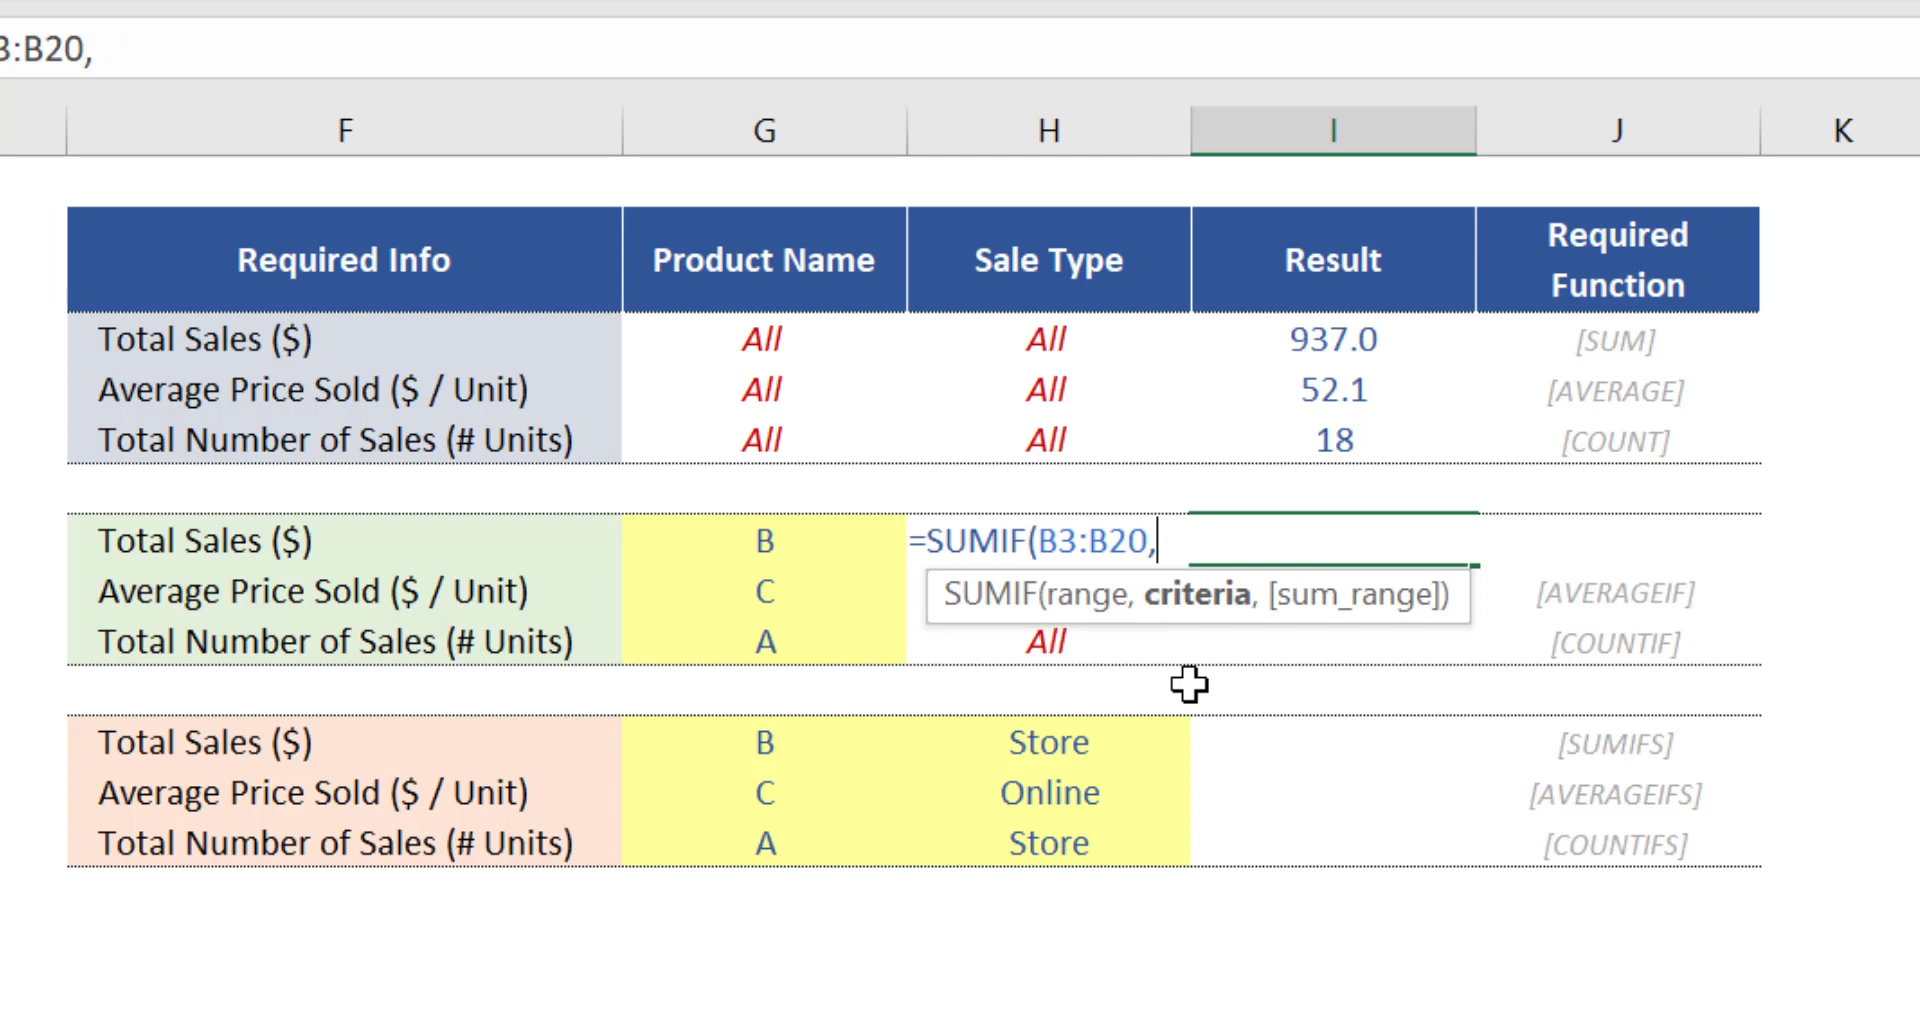 :B20,
F G H I J K
Required Info Product Name Sale Type Result Required Function
Total Sales ($) All All 937.0 [SUM]
Average Price Sold ($ / Unit) All All 52.1 [AVERAGE]
Total Number of Sales (# Units) All All 18 [COUNT]
Total Sales ($) B =SUMIF(B3:B20,
Average Price Sold ($ / Unit) C SUMIF(range, criteria, [sum_range]) [AVERAGEIF]
Total Number of Sales (# Units) A All [COUNTIF]
Total Sales ($) B Store [SUMIFS]
Average Price Sold ($ / Unit) C Online [AVERAGEIFS]
Total Number of Sales (# Units) A Store [COUNTIFS]